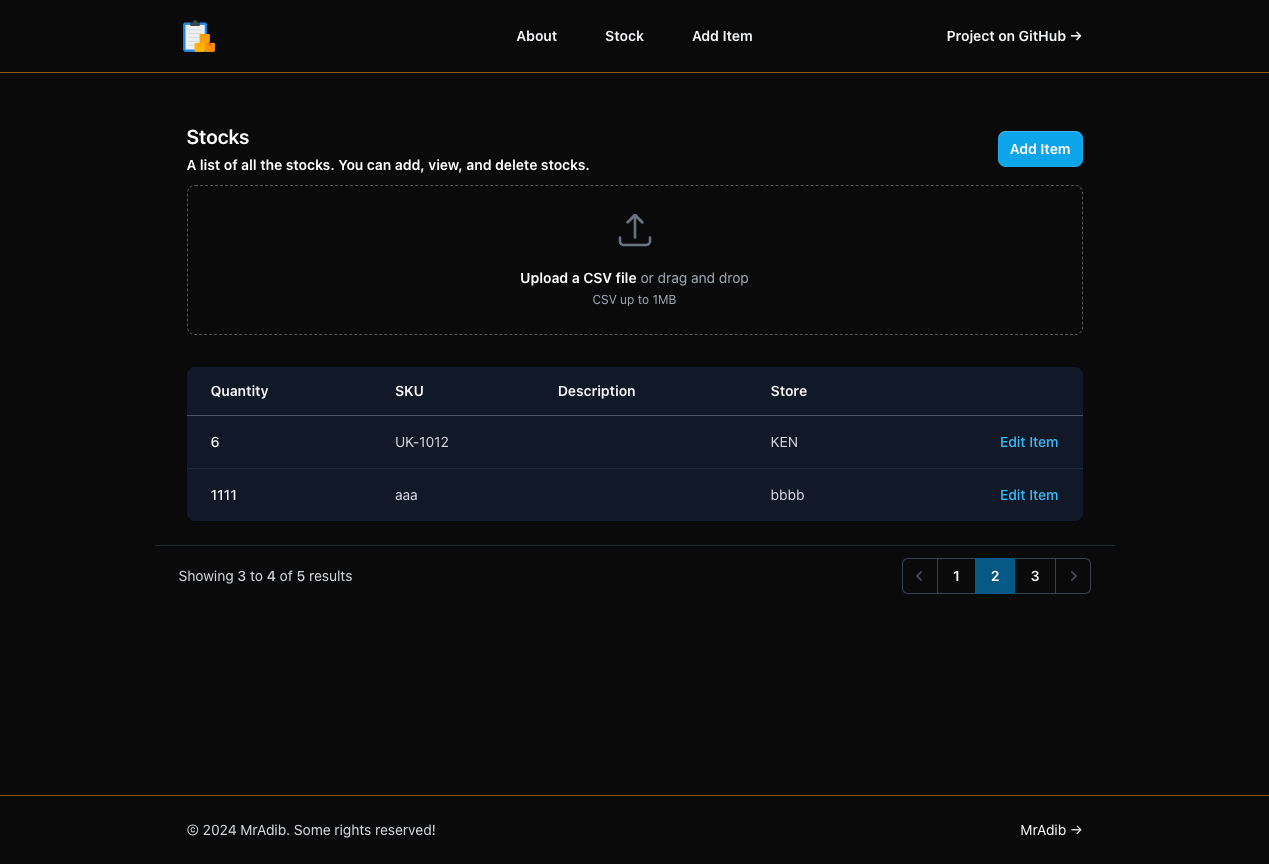 About Stock Add Item Project on GitHub →
Stocks
Add Item
A list of all the stocks. You can add, view, and delete stocks.
Upload a CSV file or drag and drop
CSV up to 1MB
Quantity SKU Description Store
6 UK-1012 KEN Edit Item
1111 aaa bbbb Edit Item
Showing 3 to 4 of 5 results
1 2 3
© 2024 MrAdib. Some rights reserved! MrAdib →